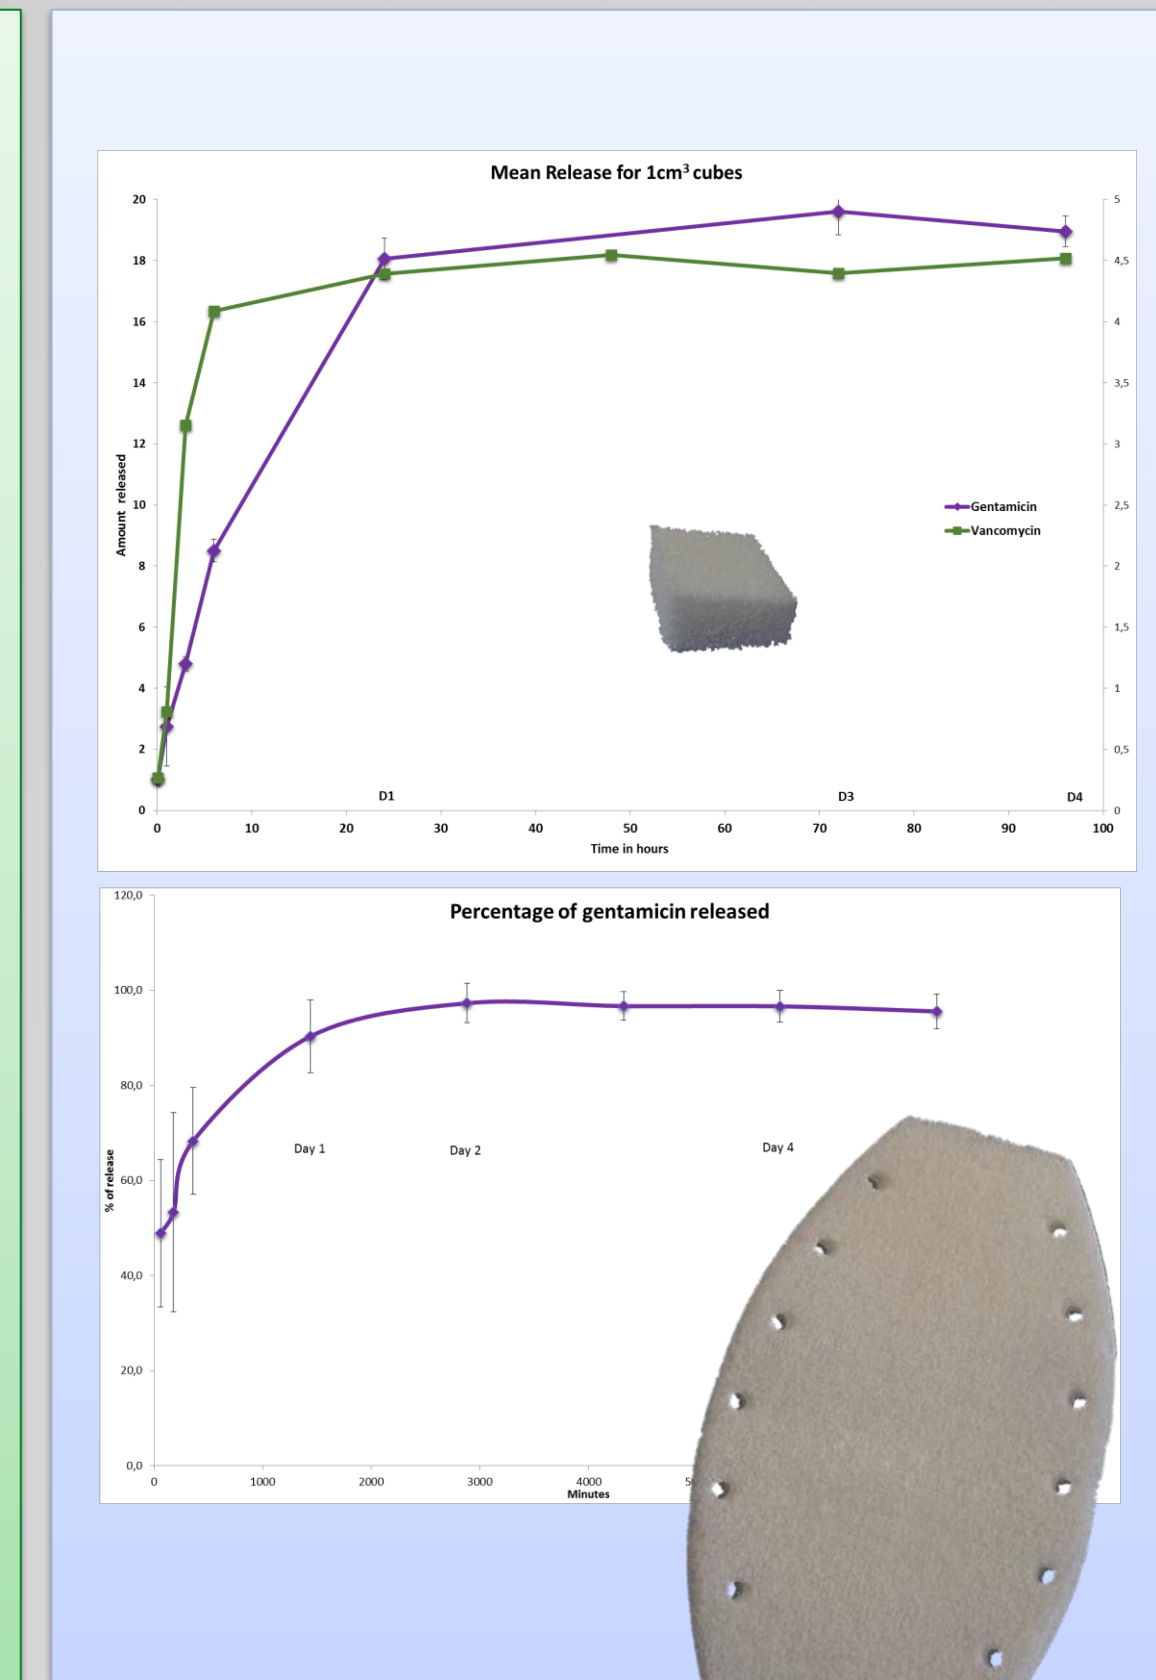 Mean Release for 1cm³ cubes
20
18
16
14
12
10
8
6
4
2
0
Amount released
5
4,5
4
3,5
3
2,5
2
1,5
1
0,5
0
Gentamicin
Vancomycin
D1
D3
D4
0 10 20 30 40 50 60 70 80 90 100
Time in hours
Percentage of gentamicin released
120,0
100,0
80,0
60,0
40,0
20,0
0,0
% of release
Day 1
Day 2
Day 4
0 1000 2000 3000 4000
Minutes